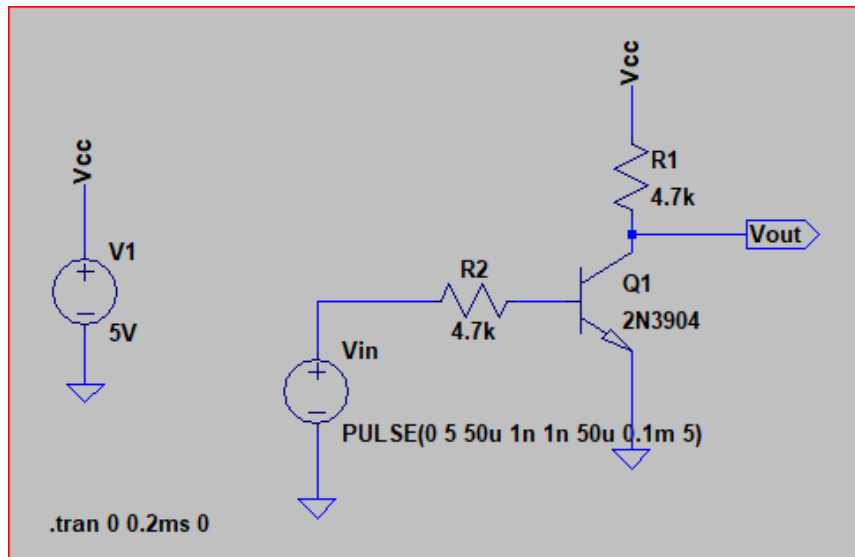 Vcc
R1
4.7k
Vout
Vcc
V1
5V
R2
4.7k
Q1
2N3904
Vin
PULSE(0 5 50u 1n 1n 50u 0.1m 5)
.tran 0 0.2ms 0